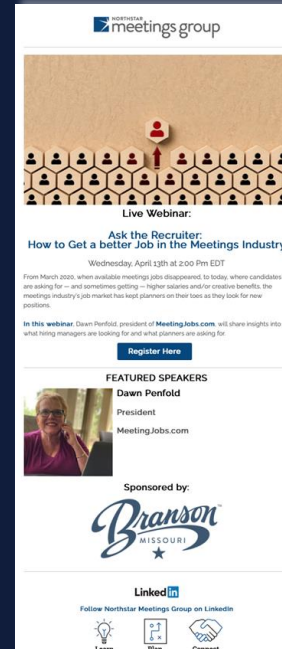 NORTHSTAR
meetings group
Live Webinar:
Ask the Recruiter:
How to Get a better Job in the Meetings Industry
Wednesday, April 13th at 2:00 Pm EDT
From March 2020, when available meetings jobs disappeared, to today, where candidates
are asking for — and sometimes getting — higher salaries and/or creative benefits, the
meetings industry's job market has kept planners on their toes as they look for new
positions.
In this webinar, Dawn Penfold, president of MeetingJobs.com, will share insights into
what hiring managers are looking for and what planners are asking for.
Register Here
FEATURED SPEAKERS
Dawn Penfold
President
MeetingJobs.com
Sponsored by:
Branson
MISSOURI
Linked in
Follow Northstar Meetings Group on LinkedIn
Learn Plan Connect